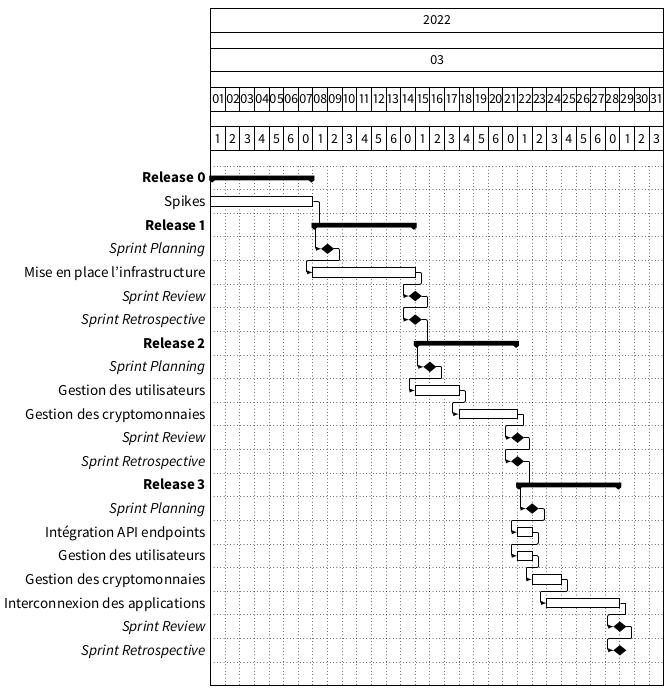 2022
03
01 02 03 04 05 06 07 08 09 10 11 12 13 14 15 16 17 18 19 20 21 22 23 24 25 26 27 28 29 30 31
1 2 3 4 5 6 0 1 2 3 4 5 6 0 1 2 3 4 5 6 0 1 2 3 4 5 6 0 1 2 3
Release 0
Spikes
Release 1
Sprint Planning
Mise en place l’infrastructure
Sprint Review
Sprint Retrospective
Release 2
Sprint Planning
Gestion des utilisateurs
Gestion des cryptomonnaies
Sprint Review
Sprint Retrospective
Release 3
Sprint Planning
Intégration API endpoints
Gestion des utilisateurs
Gestion des cryptomonnaies
Interconnexion des applications
Sprint Review
Sprint Retrospective